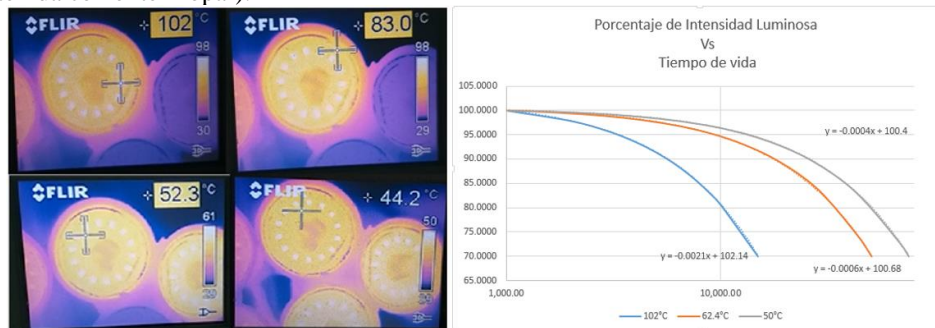 FLIR 102 °C
98
30
FLIR 83.0 °C
98
29
FLIR 52.3 °C
61
FLIR 44.2 °C
50
Porcentaje de Intensidad Luminosa
Vs
Tiempo de vida
105.0000
100.0000
95.0000
90.0000
85.0000
80.0000
75.0000
70.0000
65.0000
1,000.00
10,000.00
y = -0.0004x + 100.4
y = -0.0021x + 102.14
y = -0.0006x + 100.68
102°C
62.4°C
50°C